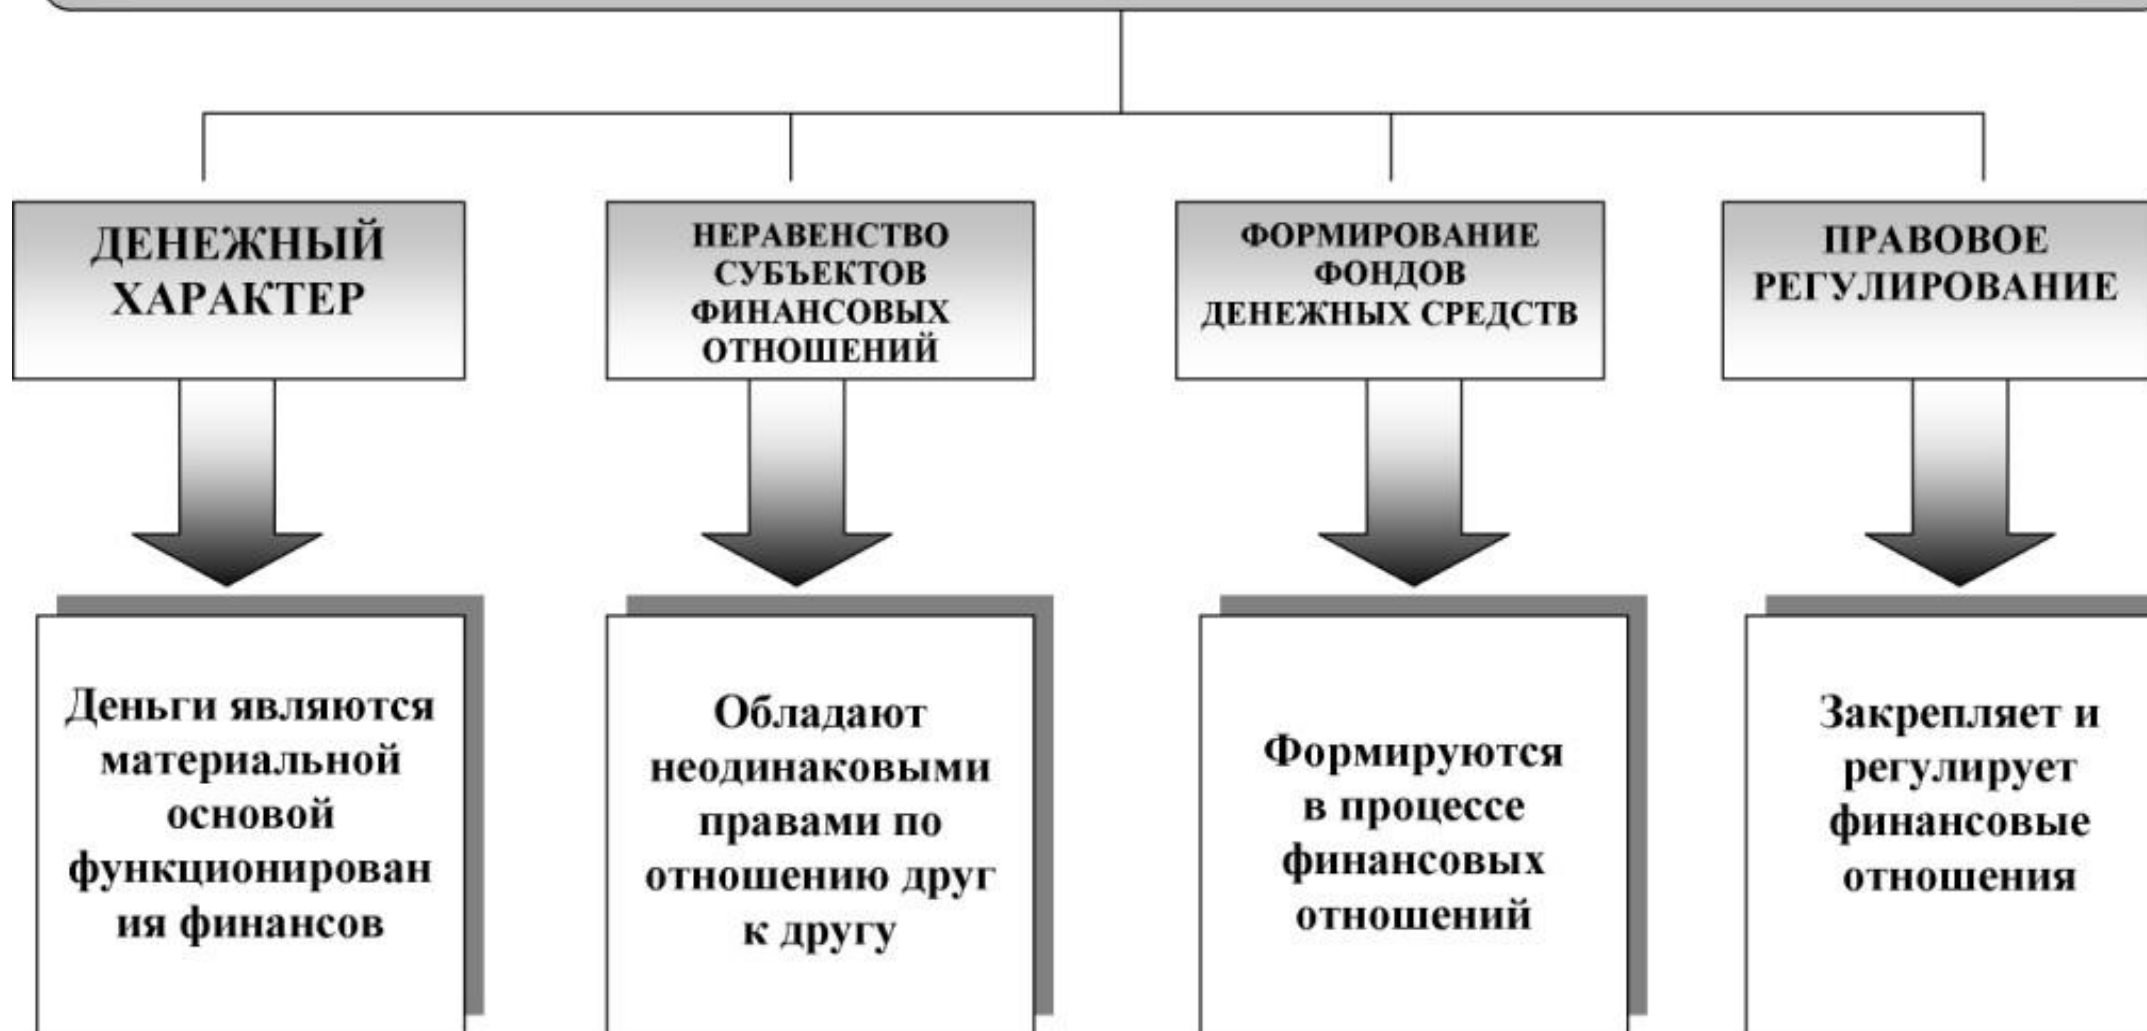 ДЕНЕЖНЫЙ
ХАРАКТЕР
НЕРАВЕНСТВО
СУБЪЕКТОВ
ФИНАНСОВЫХ
ОТНОШЕНИЙ
ФОРМИРОВАНИЕ
ФОНДОВ
ДЕНЕЖНЫХ СРЕДСТВ
ПРАВОВОЕ
РЕГУЛИРОВАНИЕ
Деньги являются
материальной
основой
функционирован
ия финансов
Обладают
неодинаковыми
правами по
отношению друг
к другу
Формируются
в процессе
финансовых
отношений
Закрепляет и
регулирует
финансовые
отношения